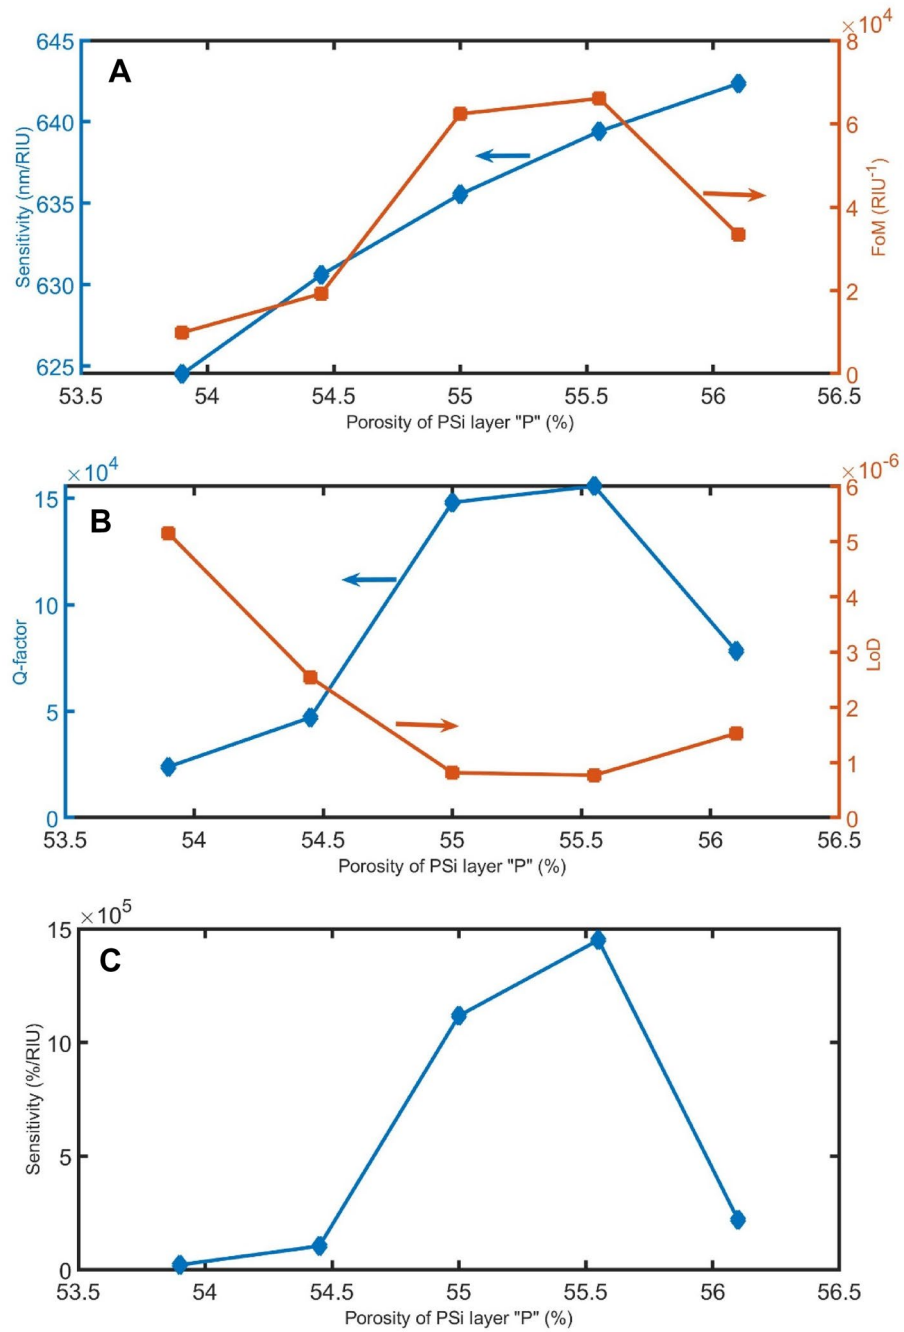 ×10⁴
A
645
640
635
630
625
Sensitivity (nm/RIU)
8
6
4
2
0
FoM (RIU⁻¹)
53.5 54 54.5 55 55.5 56 56.5
Porosity of PSi layer "P" (%)
×10⁴
×10⁻⁶
B
15
10
5
0
Q-factor
6
5
4
3
2
1
0
LoD
53.5 54 54.5 55 55.5 56 56.5
Porosity of PSi layer "P" (%)
×10⁵
C
15
10
5
0
Sensitivity (%/RIU)
53.5 54 54.5 55 55.5 56 56.5
Porosity of PSi layer "P" (%)